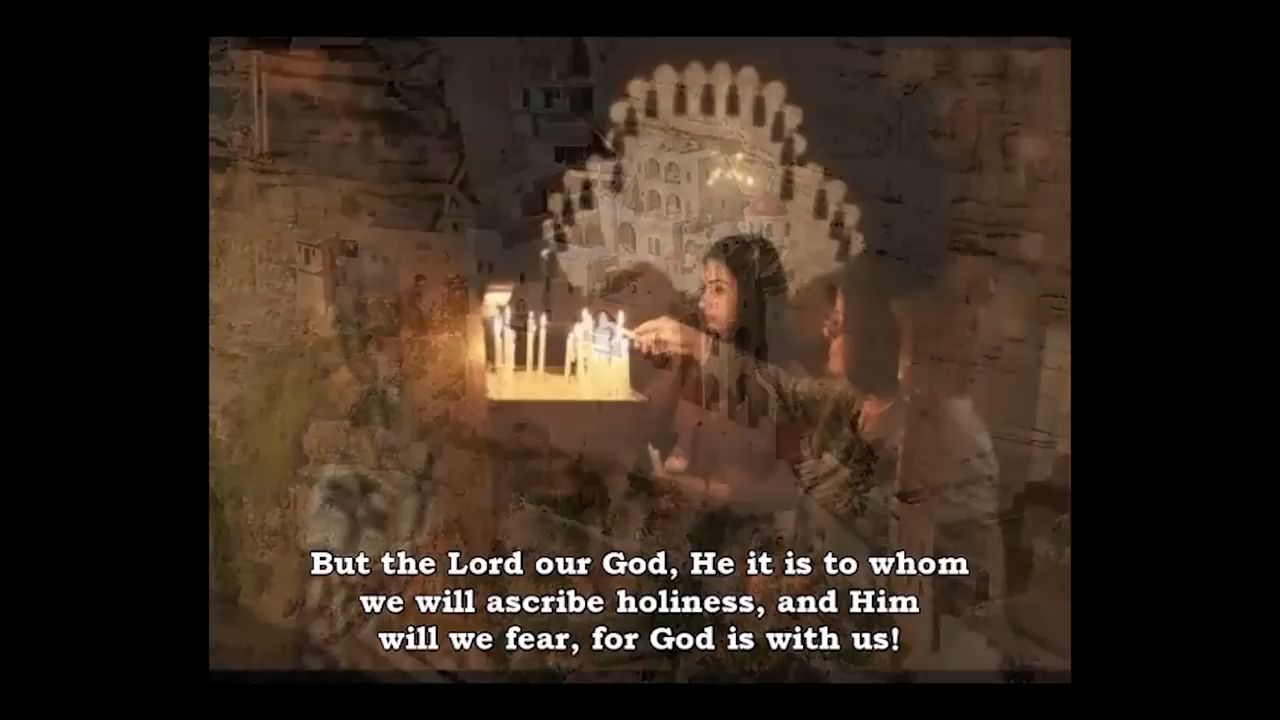 But the Lord our God, He it is to whom
we will ascribe holiness, and Him
will we fear, for God is with us!